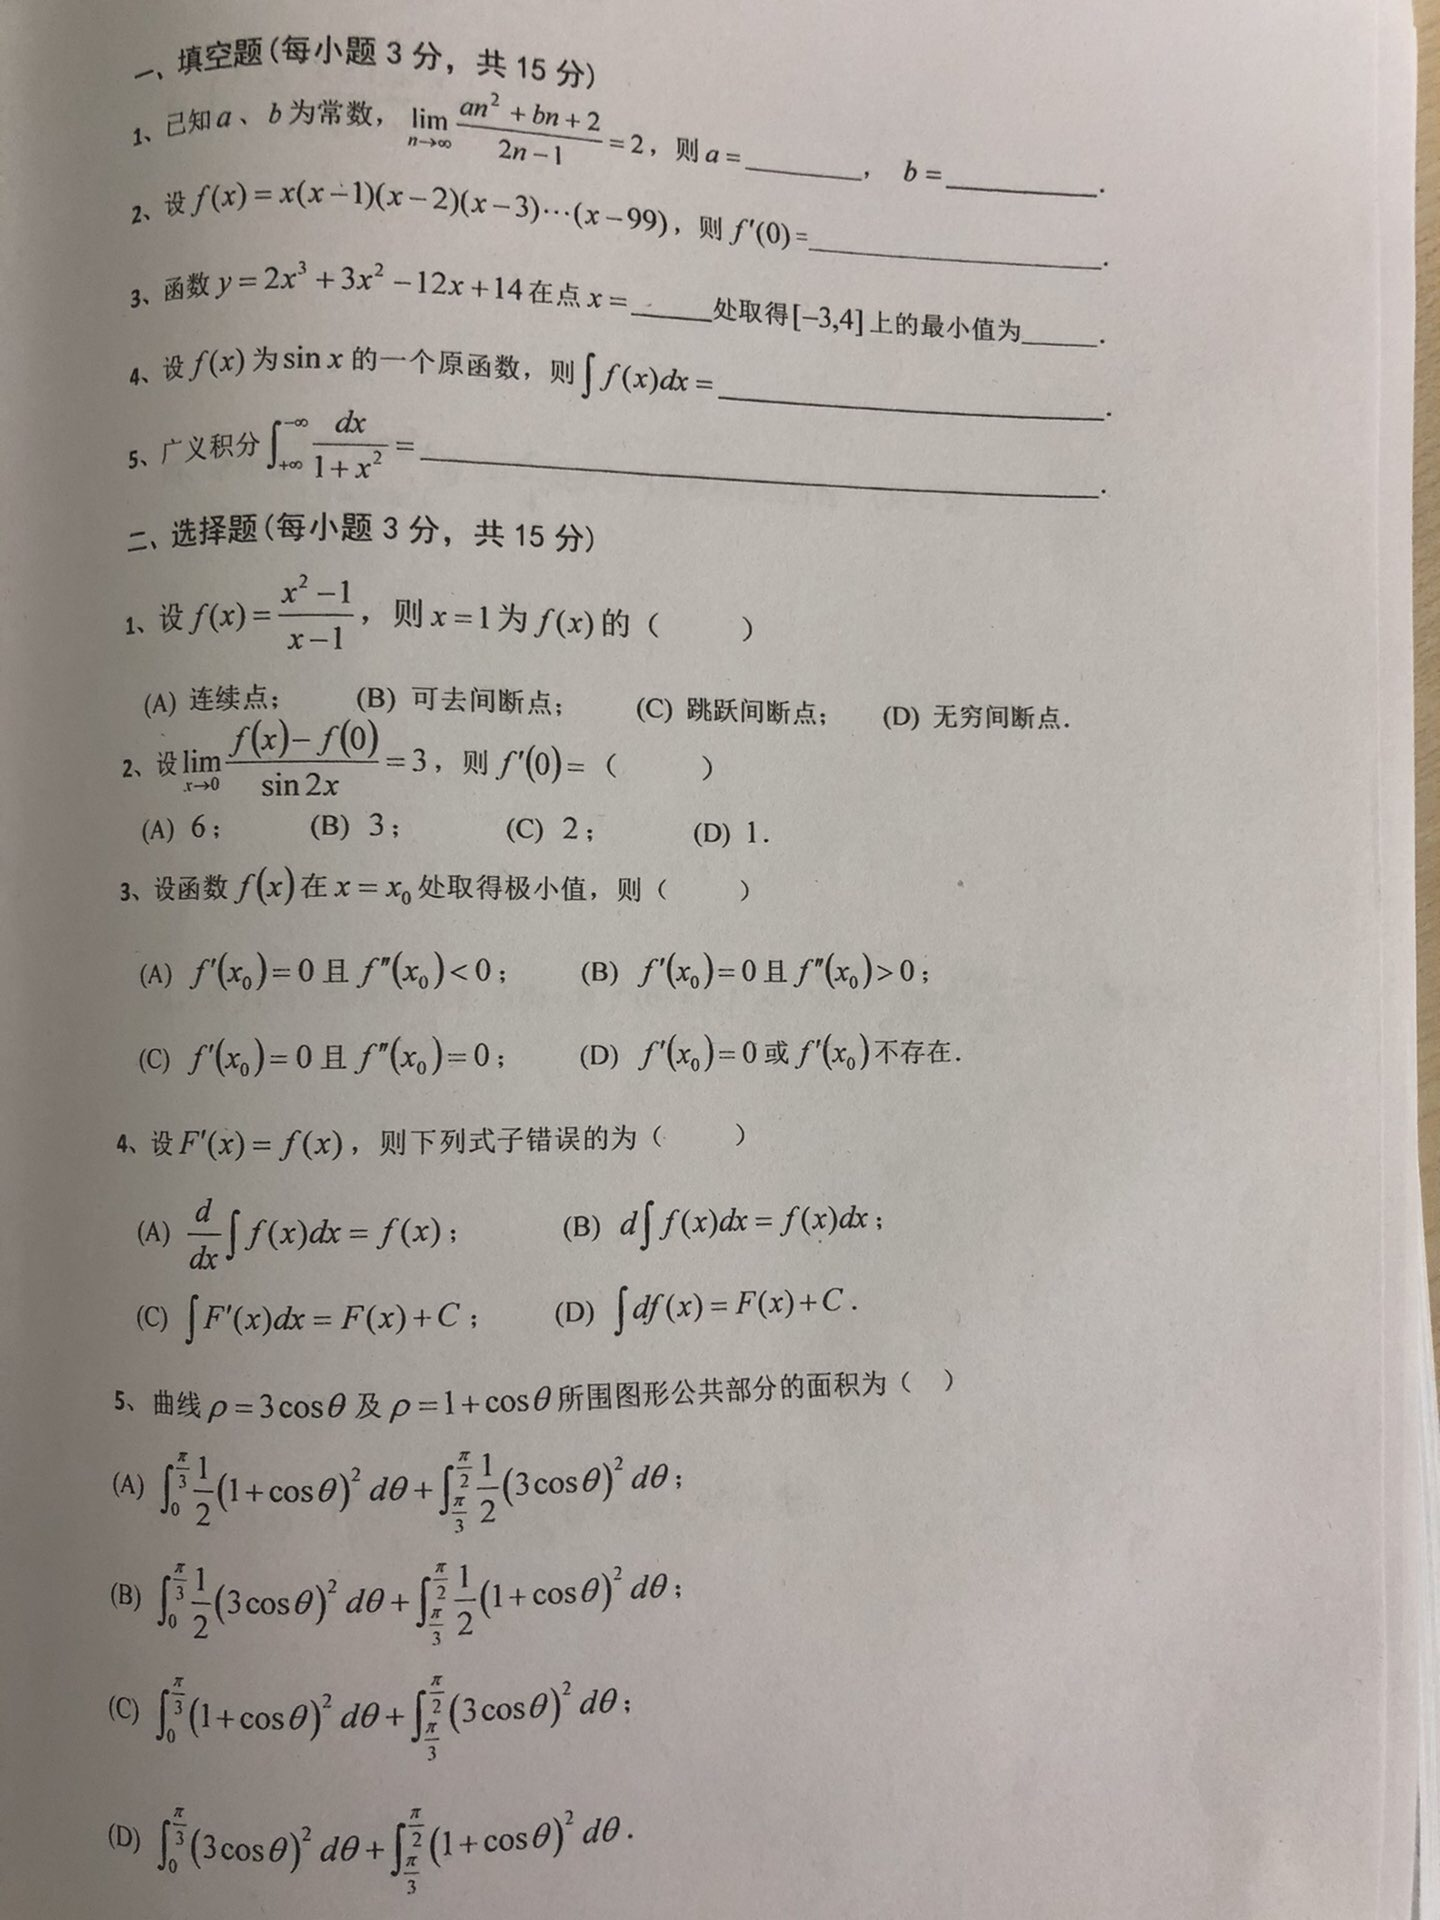 一、填空题(每小题 3 分，共 15 分)
1、已知 a、b 为常数，lim_{n→∞} (an²+bn+2)/(2n−1) = 2，则 a = ______，b = ______.
2、设 f(x) = x(x−1)(x−2)(x−3)⋯(x−99)，则 f′(0) = ______.
3、函数 y = 2x³+3x²−12x+14 在点 x = ______处取得[−3,4]上的最小值为______.
4、设 f(x) 为 sin x 的一个原函数，则 ∫f(x)dx = ______.
5、广义积分 ∫_{+∞}^{−∞} dx/(1+x²) = ______.
二、选择题(每小题 3 分，共 15 分)
1、设 f(x) = (x²−1)/(x−1)，则 x=1 为 f(x) 的（ ）
(A) 连续点； (B) 可去间断点； (C) 跳跃间断点； (D) 无穷间断点.
2、设 lim_{x→0} (f(x)−f(0))/(sin 2x) = 3，则 f′(0) =（ ）
(A) 6； (B) 3； (C) 2； (D) 1.
3、设函数 f(x) 在 x = x₀ 处取得极小值，则（ ）
(A) f′(x₀)=0 且 f″(x₀)<0； (B) f′(x₀)=0 且 f″(x₀)>0；
(C) f′(x₀)=0 且 f″(x₀)=0； (D) f′(x₀)=0 或 f′(x₀) 不存在.
4、设 F′(x) = f(x)，则下列式子错误的为（ ）
(A) d/dx ∫f(x)dx = f(x)； (B) d∫f(x)dx = f(x)dx；
(C) ∫F′(x)dx = F(x)+C； (D) ∫df(x) = F(x)+C.
5、曲线 ρ=3cosθ 及 ρ=1+cosθ 所围图形公共部分的面积为（ ）
(A) ∫_0^{π/3} 1/2(1+cosθ)² dθ + ∫_{π/3}^{π/2} 1/2(3cosθ)² dθ；
(B) ∫_0^{π/3} 1/2(3cosθ)² dθ + ∫_{π/3}^{π/2} 1/2(1+cosθ)² dθ；
(C) ∫_0^{π/3} (1+cosθ)² dθ + ∫_{π/3}^{π/2} (3cosθ)² dθ；
(D) ∫_0^{π/3} (3cosθ)² dθ + ∫_{π/3}^{π/2} (1+cosθ)² dθ.